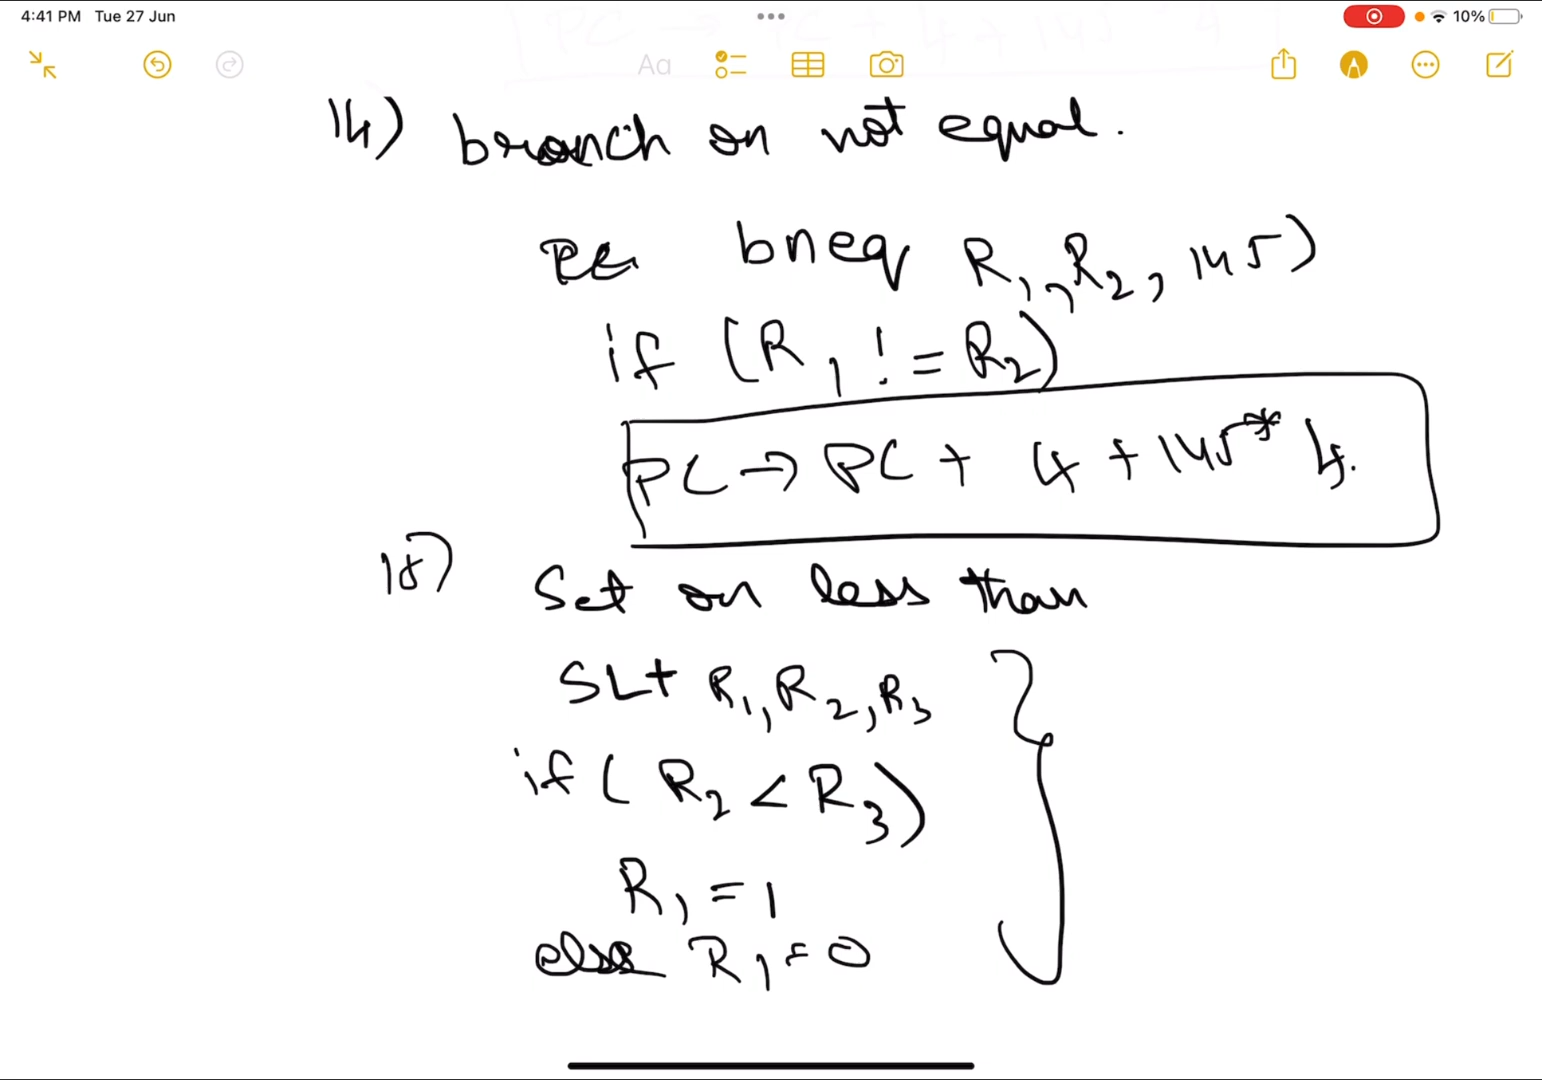 4:41 PM Tue 27 Jun
10%
Aa
14) branch on not equal.
bneq R1, R2, 145)
if (R1 != R2)
PC → PC + 4 + 145 * 4.
15) Set on less than
SLt R1, R2, R3
if ( R2 < R3)
R1 = 1
else R1 = 0